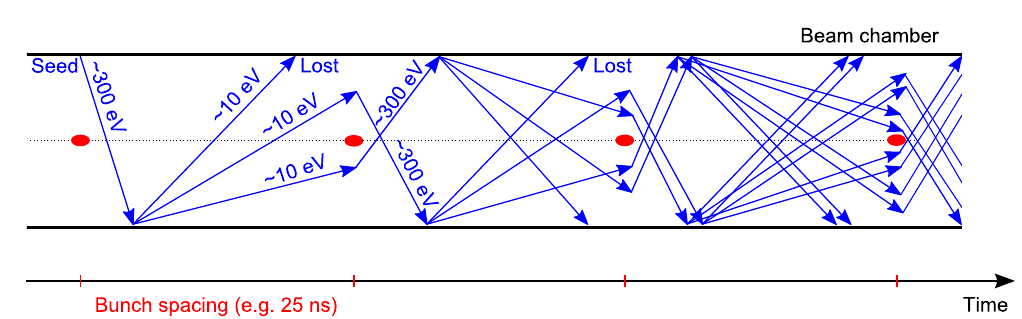 Beam chamber
Seed
~300 eV
~10 eV
Lost
~10 eV
~10 eV
~300 eV
~300 eV
Lost
Bunch spacing (e.g. 25 ns)
Time